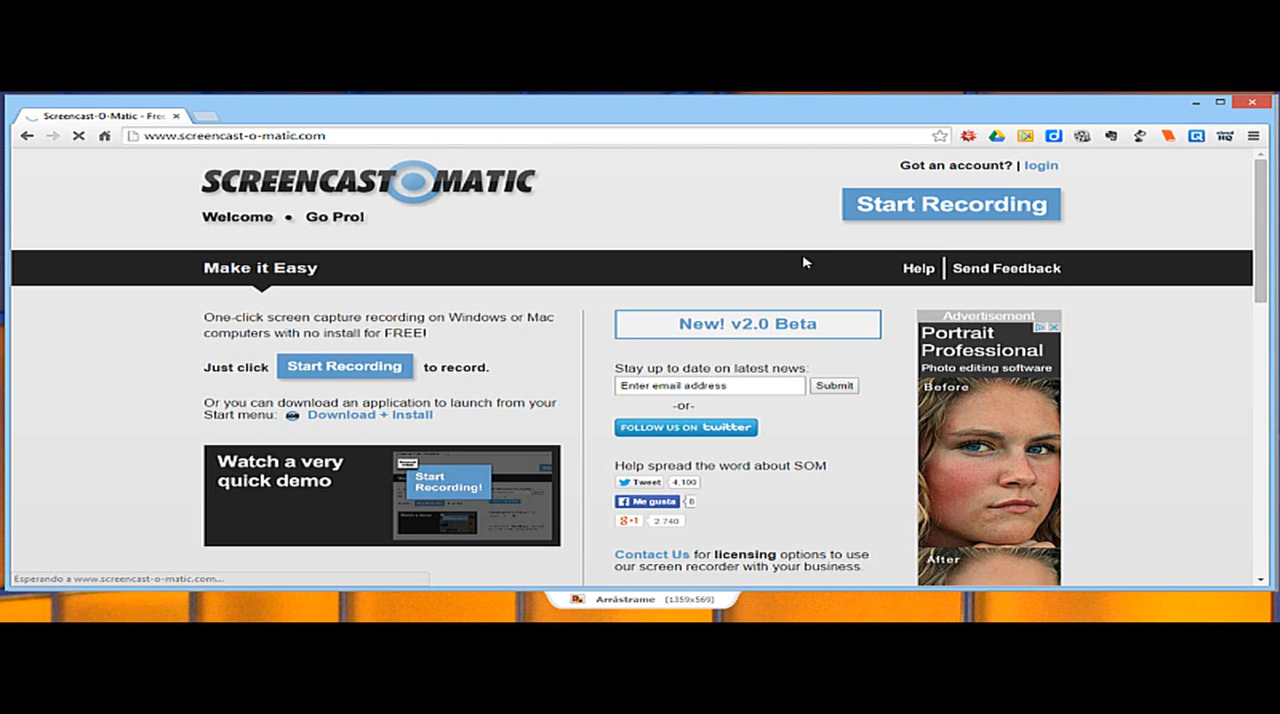 Screencast-O-Matic - Free
www.screencast-o-matic.com
Got an account? | login
SCREENCAST O MATIC
Start Recording
Welcome • Go Pro!
Make it Easy
Help
Send Feedback
One-click screen capture recording on Windows or Mac
computers with no install for FREE!
Just click Start Recording to record.
Or you can download an application to launch from your
Start menu: Download + Install
Watch a very
quick demo
Start
Recording!
New! v2.0 Beta
Stay up to date on latest news:
Enter email address Submit
-or-
FOLLOW US ON twitter
Help spread the word about SOM
Tweet 4,100
Me gusta
g+1 2.740
Contact Us for licensing options to use
our screen recorder with your business.
Advertisement
Portrait
Professional
Photo editing software
Before
After
Esperando a www.screencast-o-matic.com...
Arrástrame [1359x569]